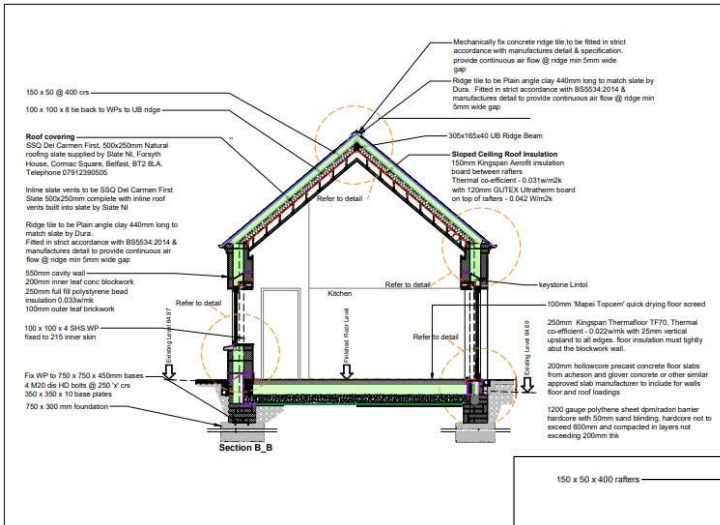 Mechanically fix concrete ridge tile,to be fitted in strict
accordance with manufactures detail & specification.
provide continuous air flow @ ridge min 5mm wide
gap
Ridge tile to be Plain angle clay 440mm long to match slate by
Dura. Fitted in strict accordance with BS5534:2014 &
manufactures detail to provide continuous air flow @ ridge min
5mm wide gap
150 x 50 @ 400 crs
100 x 100 x 8 tie back to WPs to UB ridge
Roof covering
SSQ Del Carmen First, 500x250mm Natural
roofing slate supplied by Slate NI, Forsyth
House, Cormac Square, Belfast, BT2 8LA.
Telephone 07912390505
Inline slate vents to be SSQ Del Carmen First
Slate 500x250mm complete with inline roof
vents built into slate by Slate NI
Ridge tile to be Plain angle clay 440mm long to
match slate by Dura.
Fitted in strict accordance with BS5534:2014 &
manufactures detail to provide continuous air
flow @ ridge min 5mm wide gap
305x165x40 UB Ridge Beam
Sloped Ceiling Roof Insulation
150mm Kingspan Aerofit insulation
board between rafters
Thermal co-efficient - 0.031w/m2k
with 120mm GUTEX Ultratherm board
on top of rafters - 0.042 W/m2k
Refer to detail
550mm cavity wall
200mm inner leaf conc blockwork
250mm full fill polystyrene bead
insulation 0.033w/mk
100mm outer leaf brickwork
Refer to detail
keystone Lintol
Kitchen
Refer to detail
100 x 100 x 4 SHS WP
fixed to 215 inner skin
Existing Level 64.97
Finished Floor Level
Refer to detail
Existing Level 64.69
100mm 'Mapei Topcem' quick drying floor screed
250mm Kingspan Thermafloor TF70, Thermal
co-efficient - 0.022w/mk with 25mm vertical
upstand to all edges. floor insulation must tightly
abut the blockwork wall.
200mm hollowcore precast concrete floor slabs
from acheson and glover concrete or other similar
approved slab manufacturer to include for walls
floor and roof loadings
1200 gauge polythene sheet dpm/radon barrier
hardcore with 50mm sand blinding, hardcore not to
exceed 600mm and compacted in layers not
exceeding 200mm thk
Fix WP to 750 x 750 x 450mm bases
4 M20 dis HD bolts @ 250 'x' crs
350 x 350 x 10 base plates
750 x 300 mm foundation
Section B_B
150 x 50 x 400 rafters